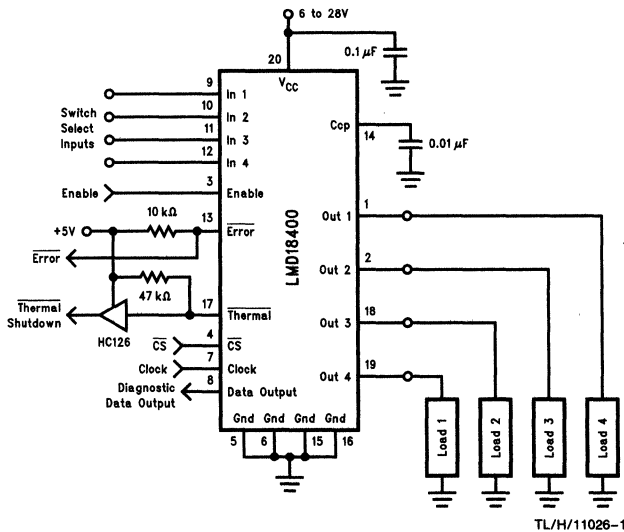 6 to 28V
20
0.1 μF
VCC
9
In 1
10
In 2
Switch
Select
Inputs
11
In 3
12
In 4
Ccp
14
0.01 μF
3
Enable
Enable
+5V
10 kΩ
13
Error
Error
47 kΩ
17
Thermal
Thermal
Shutdown
HC126
4
CS
CS
7
Clock
Clock
8
Diagnostic
Data Output
Data Output
LMD18400
1
Out 1
2
Out 2
18
Out 3
19
Out 4
Gnd Gnd Gnd Gnd
5 6 15 16
Load 1
Load 2
Load 3
Load 4
TL/H/11026-1